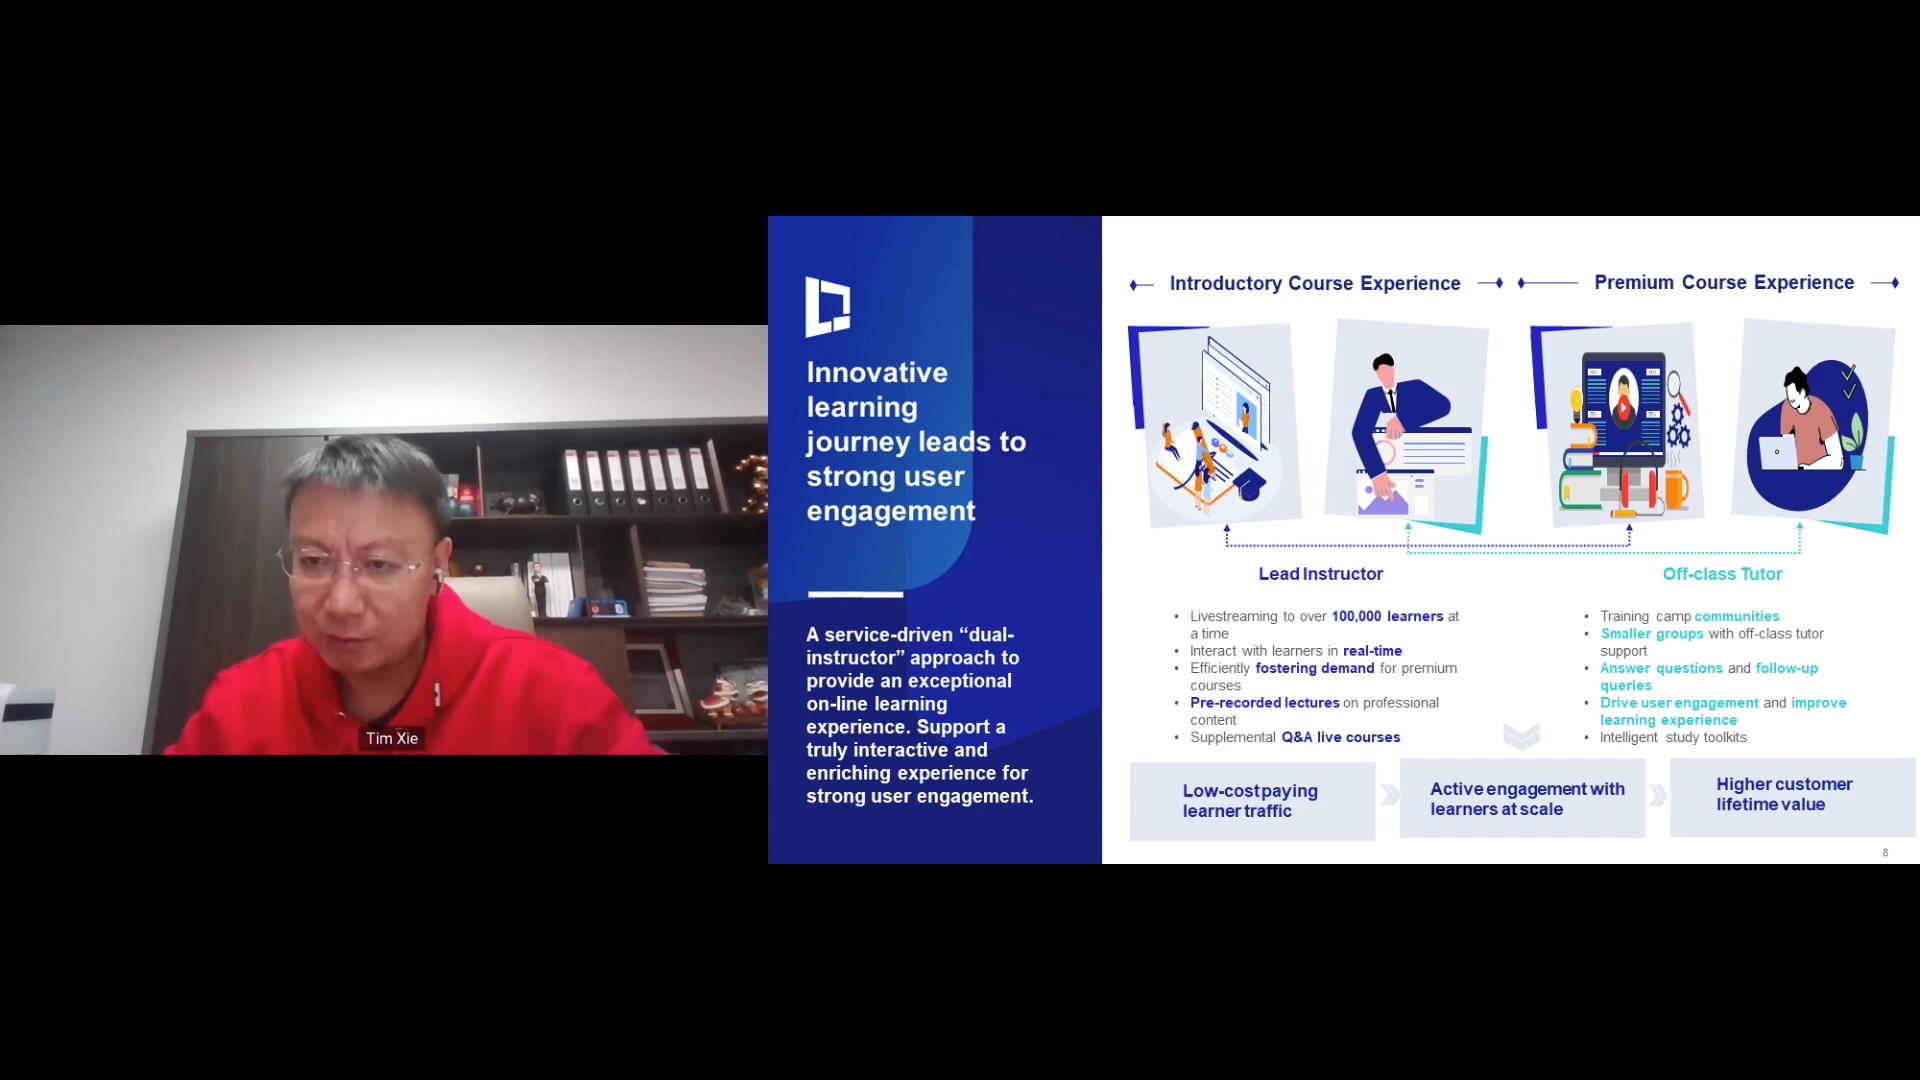 Tim Xie
Innovative
learning
journey leads to
strong user
engagement
A service-driven “dual-
instructor” approach to
provide an exceptional
on-line learning
experience. Support a
truly interactive and
enriching experience for
strong user engagement.
Introductory Course Experience
Premium Course Experience
Lead Instructor
• Livestreaming to over 100,000 learners at
a time
• Interact with learners in real-time
• Efficiently fostering demand for premium
courses
• Pre-recorded lectures on professional
content
• Supplemental Q&A live courses
Off-class Tutor
• Training camp communities
• Smaller groups with off-class tutor
support
• Answer questions and follow-up
queries
• Drive user engagement and improve
learning experience
• Intelligent study toolkits
Low-cost paying
learner traffic
Active engagement with
learners at scale
Higher customer
lifetime value
8